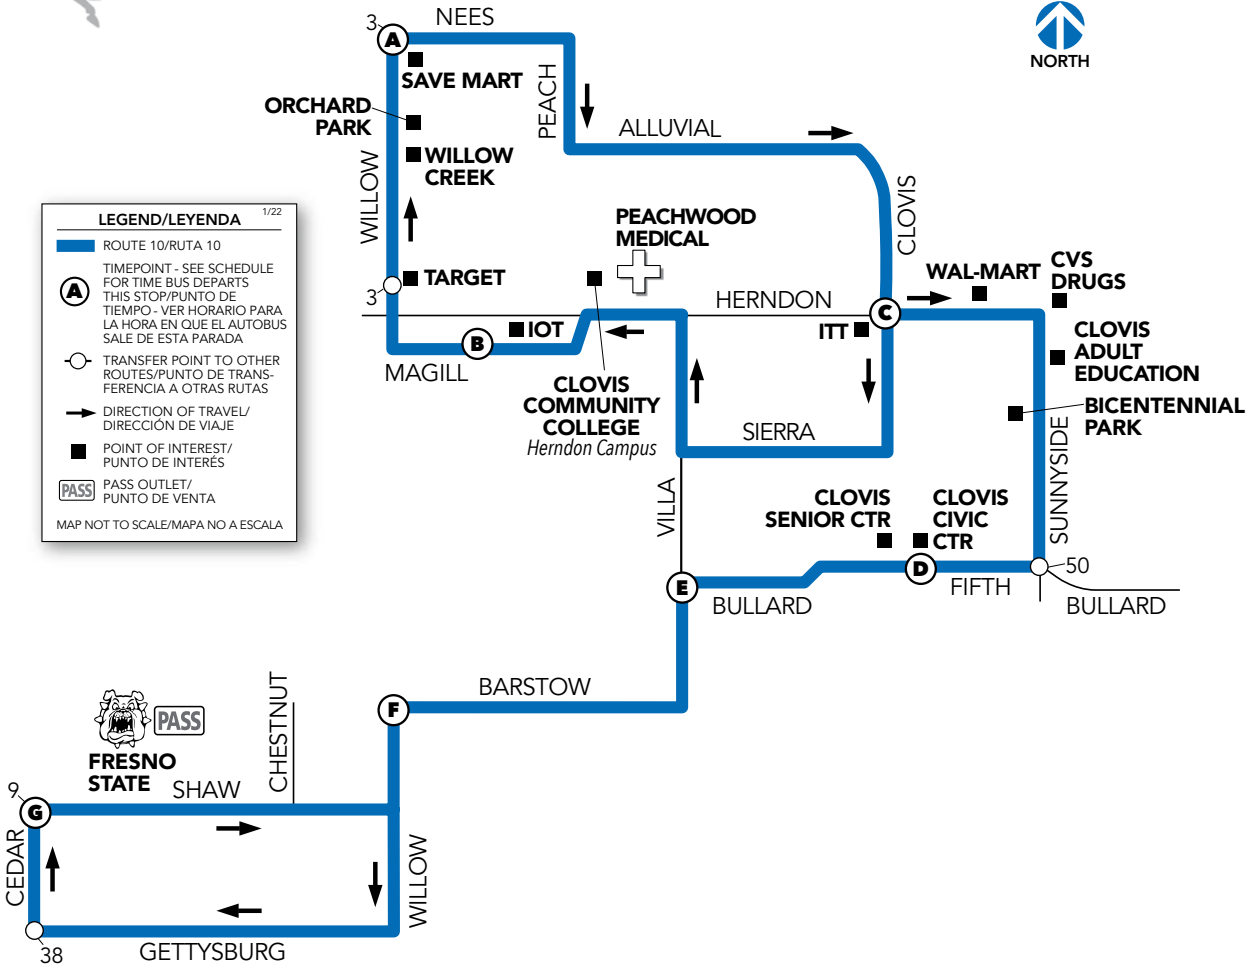 3
NEES
A
NORTH
SAVE MART
ORCHARD
PARK
PEACH
ALLUVIAL
WILLOW
CREEK
WILLOW
CLOVIS
LEGEND/LEYENDA
1/22
ROUTE 10/RUTA 10
A
TIMEPOINT - SEE SCHEDULE
FOR TIME BUS DEPARTS
THIS STOP/PUNTO DE
TIEMPO - VER HORARIO PARA
LA HORA EN QUE EL AUTOBUS
SALE DE ESTA PARADA
TRANSFER POINT TO OTHER
ROUTES/PUNTO DE TRANS-
FERENCIA A OTRAS RUTAS
DIRECTION OF TRAVEL/
DIRECCIÓN DE VIAJE
POINT OF INTEREST/
PUNTO DE INTERÉS
PASS
PASS OUTLET/
PUNTO DE VENTA
MAP NOT TO SCALE/MAPA NO A ESCALA
PEACHWOOD
MEDICAL
TARGET
3
WAL-MART
CVS
DRUGS
HERNDON
C
IOT
ITT
B
MAGILL
CLOVIS
ADULT
EDUCATION
CLOVIS
COMMUNITY
COLLEGE
Herndon Campus
BICENTENNIAL
PARK
SIERRA
SUNNYSIDE
VILLA
CLOVIS
SENIOR CTR
CLOVIS
CIVIC
CTR
D
50
E
BULLARD
FIFTH
BULLARD
BARSTOW
F
CHESTNUT
PASS
FRESNO
STATE
SHAW
9
G
CEDAR
WILLOW
38
GETTYSBURG